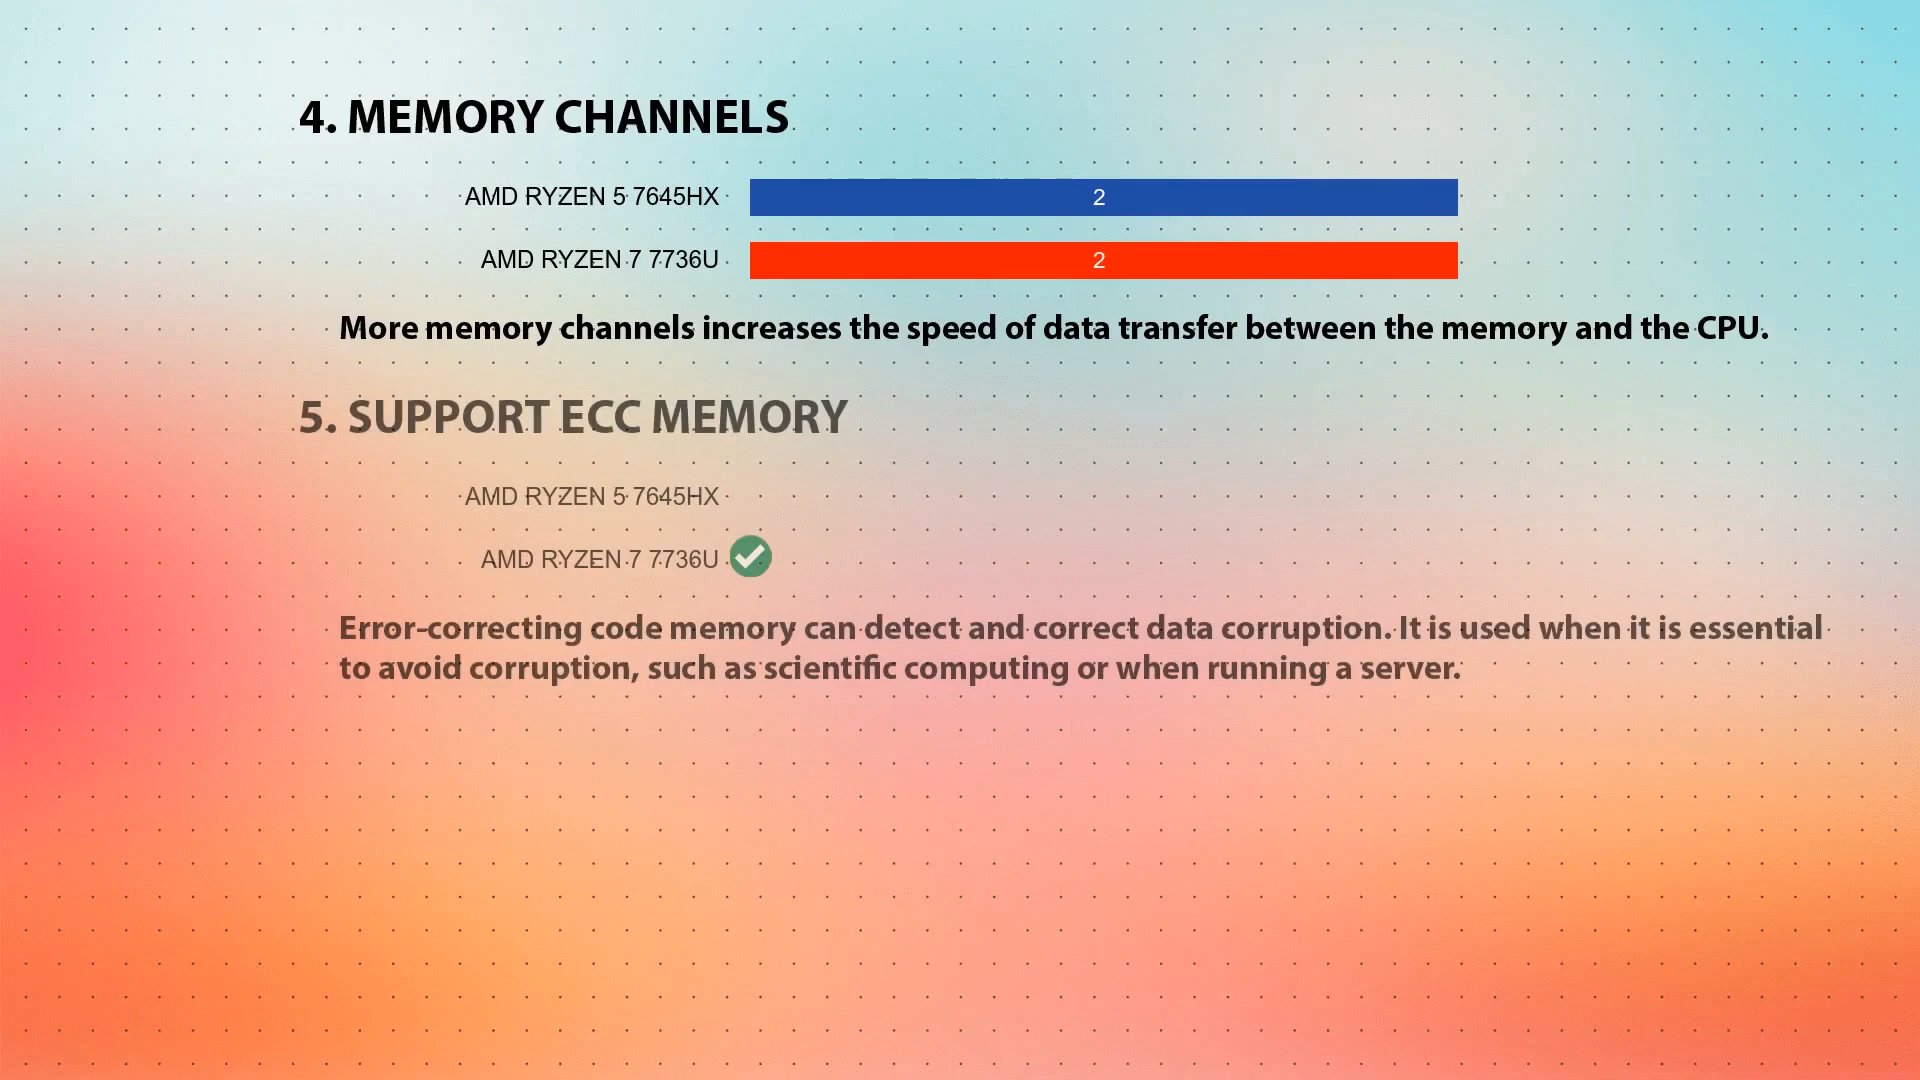 4. MEMORY CHANNELS
AMD RYZEN 5 7645HX
2
AMD RYZEN 7 7736U
2
More memory channels increases the speed of data transfer between the memory and the CPU.
5. SUPPORT ECC MEMORY
AMD RYZEN 5 7645HX
AMD RYZEN 7 7736U
Error-correcting code memory can detect and correct data corruption. It is used when it is essential
to avoid corruption, such as scientific computing or when running a server.